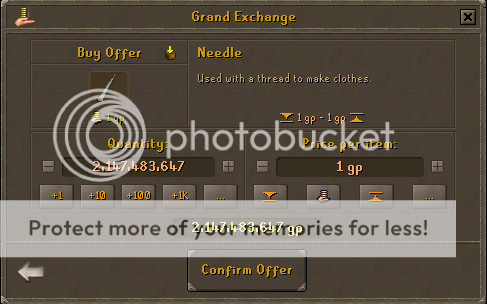 Grand Exchange
Buy Offer
Needle
Used with a thread to make clothes.
1 gp
1 gp - 1 gp
photobucket
Quantity:
Price per item:
2,147,483,647
1 gp
+1
+10
+100
+1K
...
...
2,147,483,647 gp
Protect more of your memories for less!
Confirm Offer